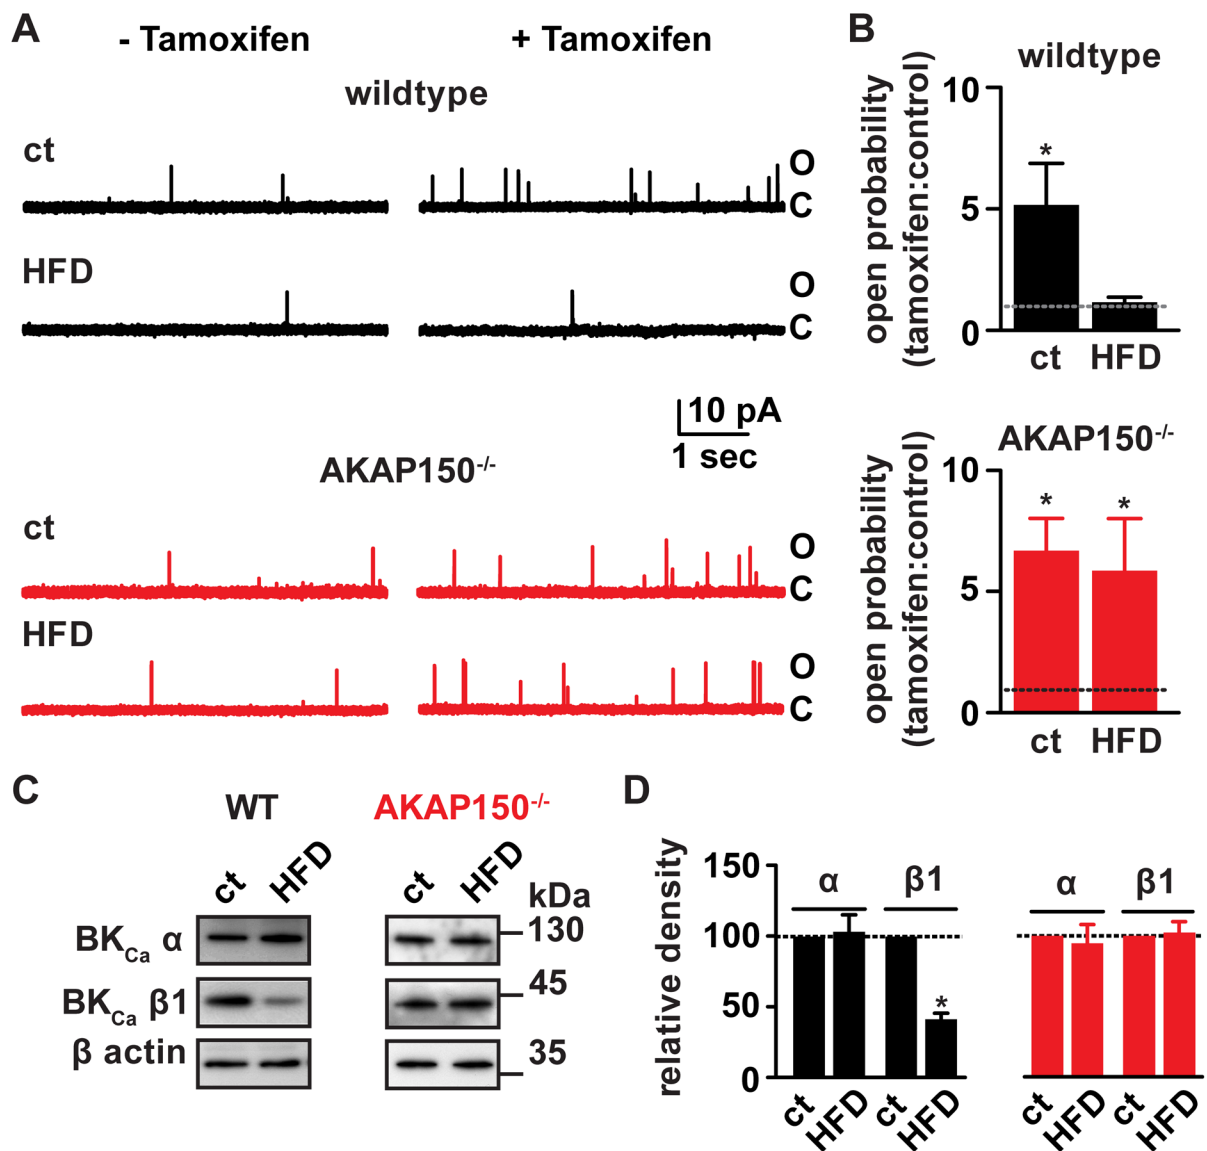 A
- Tamoxifen
+ Tamoxifen
wildtype
ct
O
C
HFD
O
C
10 pA
1 sec
AKAP150-/-
ct
O
C
HFD
O
C
B
wildtype
open probability
(tamoxifen:control)
10
5
0
*
ct
HFD
AKAP150-/-
open probability
(tamoxifen:control)
10
5
0
*
*
ct
HFD
C
WT
AKAP150-/-
ct
HFD
ct
HFD
kDa
BKCa α
130
BKCa β1
45
β actin
35
D
relative density
150
100
50
0
α
β1
*
ct
HFD
ct
HFD
α
β1
ct
HFD
ct
HFD